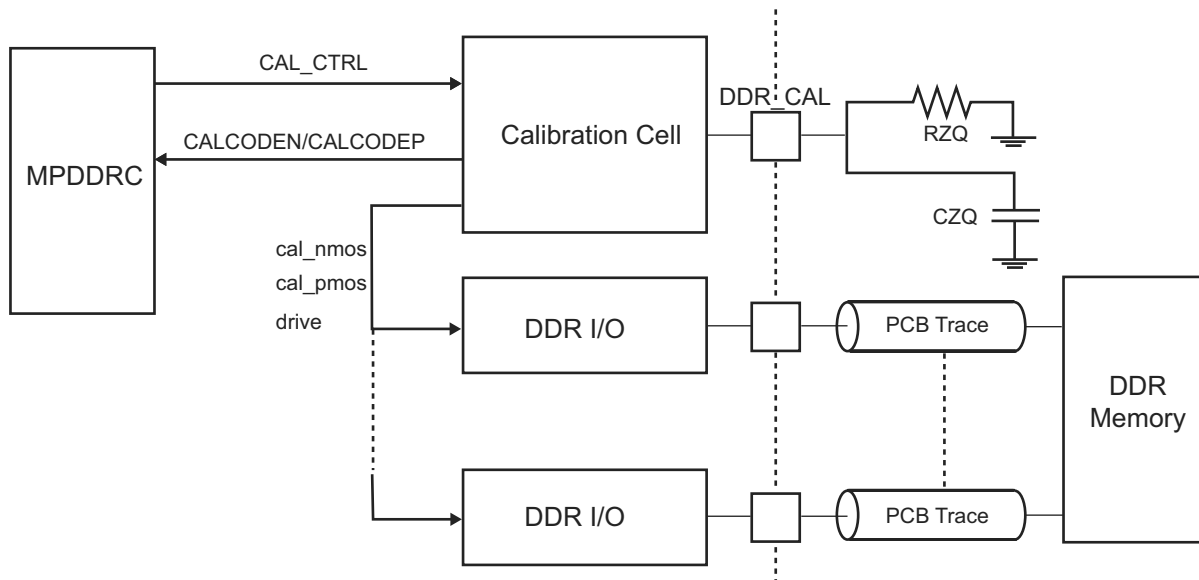 CAL_CTRL
DDR_CAL
CALCODEN/CALCODEP
Calibration Cell
RZQ
MPDDRC
CZQ
cal_nmos
cal_pmos
drive
DDR I/O
PCB Trace
DDR
Memory
DDR I/O
PCB Trace